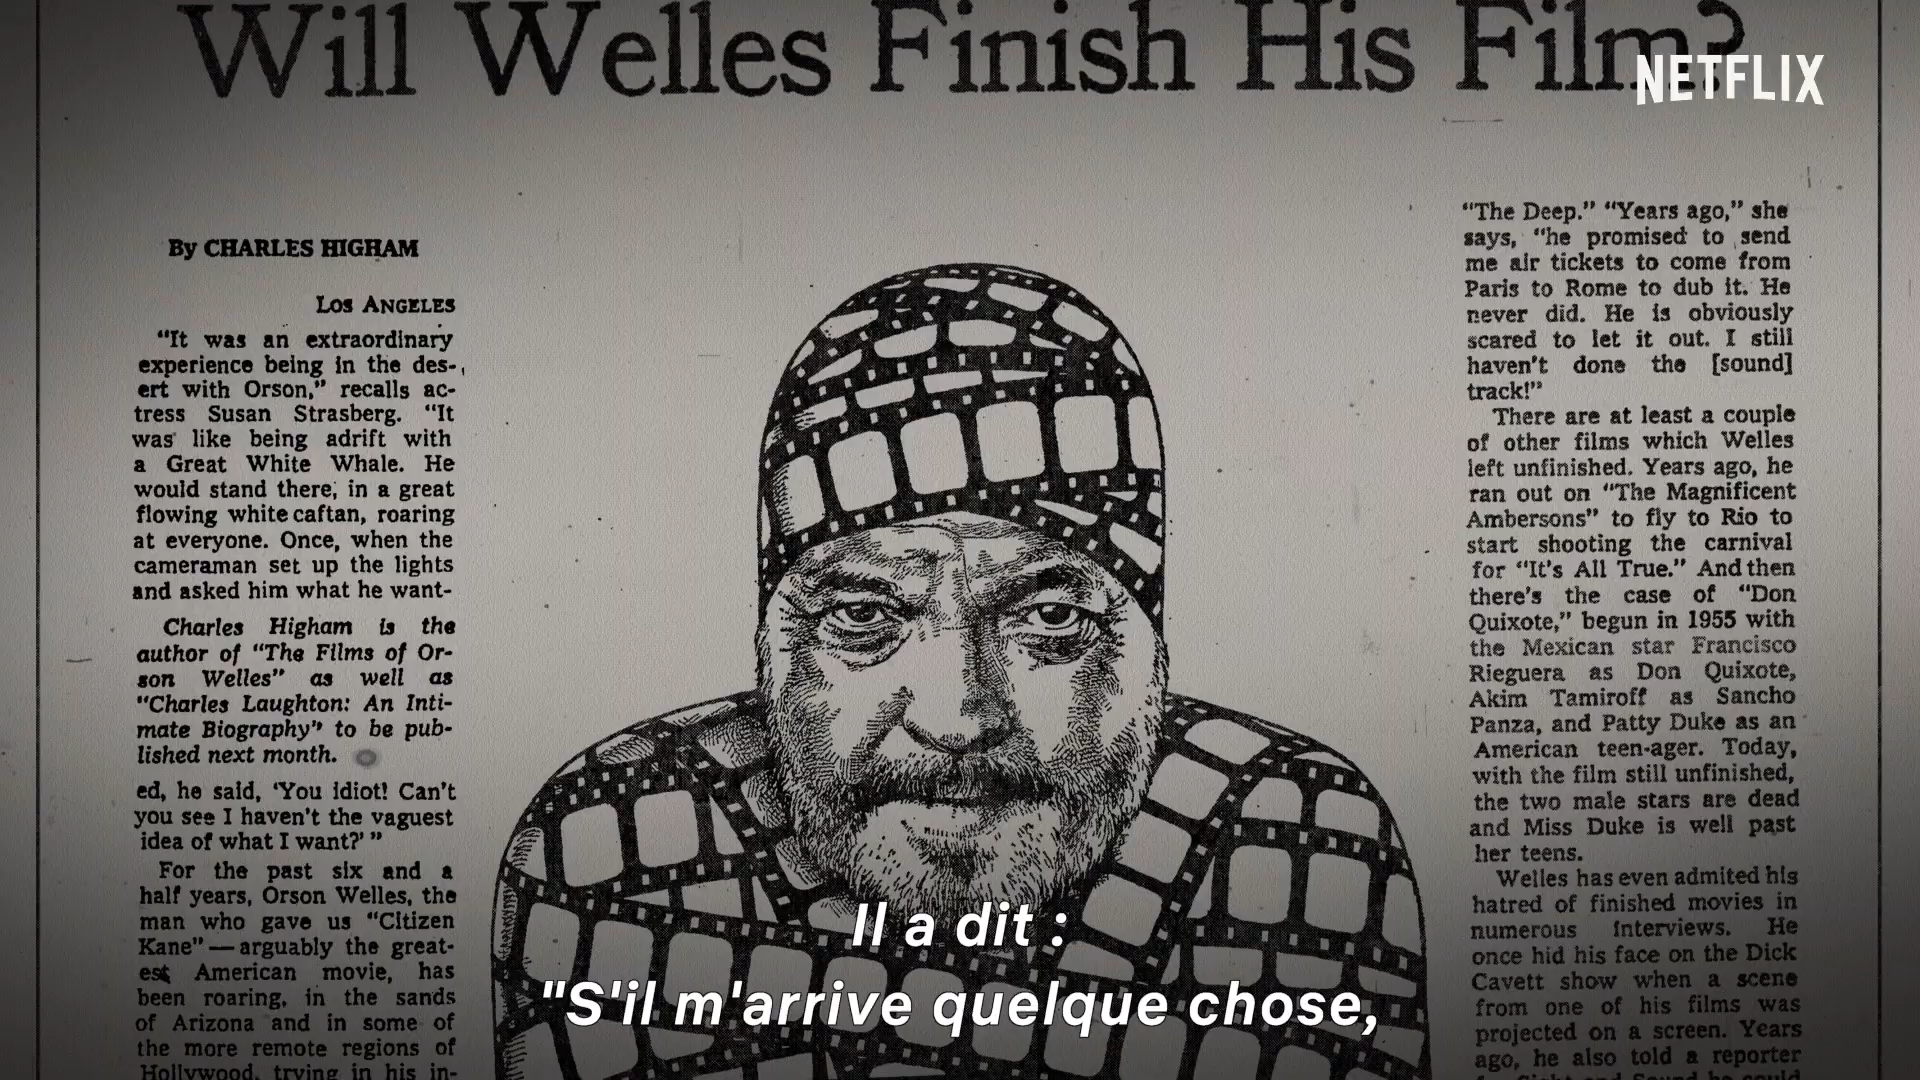 Will Welles Finish His Film?
NETFLIX
By CHARLES HIGHAM
LOS ANGELES
"It was an extraordinary
experience being in the des-
ert with Orson," recalls ac-
tress Susan Strasberg. "It
was like being adrift with
a Great White Whale. He
would stand there, in a great
flowing white caftan, roaring
at everyone. Once, when the
cameraman set up the lights
and asked him what he want-
Charles Higham is the
author of "The Films of Or-
son Welles" as well as
"Charles Laughton: An Inti-
mate Biography" to be pub-
lished next month.
ed, he said, 'You idiot! Can't
you see I haven't the vaguest
idea of what I want?' "
For the past six and a
half years, Orson Welles, the
man who gave us "Citizen
Kane" — arguably the great-
est American movie, has
been roaring, in the sands
of Arizona and in some of
the more remote regions of
Hollywood, trying in his in-
"The Deep." "Years ago," she
says, "he promised to send
me air tickets to come from
Paris to Rome to dub it. He
never did. He is obviously
scared to let it out. I still
haven't done the [sound]
track!"
There are at least a couple
of other films which Welles
left unfinished. Years ago, he
ran out on "The Magnificent
Ambersons" to fly to Rio to
start shooting the carnival
for "It's All True." And then
there's the case of "Don
Quixote," begun in 1955 with
the Mexican star Francisco
Rieguera as Don Quixote,
Akim Tamiroff as Sancho
Panza, and Patty Duke as an
American teen-ager. Today,
with the film still unfinished,
the two male stars are dead
and Miss Duke is well past
her teens.
Welles has even admitted his
hatred of finished movies in
numerous interviews. He
once hid his face on the Dick
Cavett show when a scene
from one of his films was
projected on a screen. Years
ago, he also told a reporter
Il a dit :
"S'il m'arrive quelque chose,